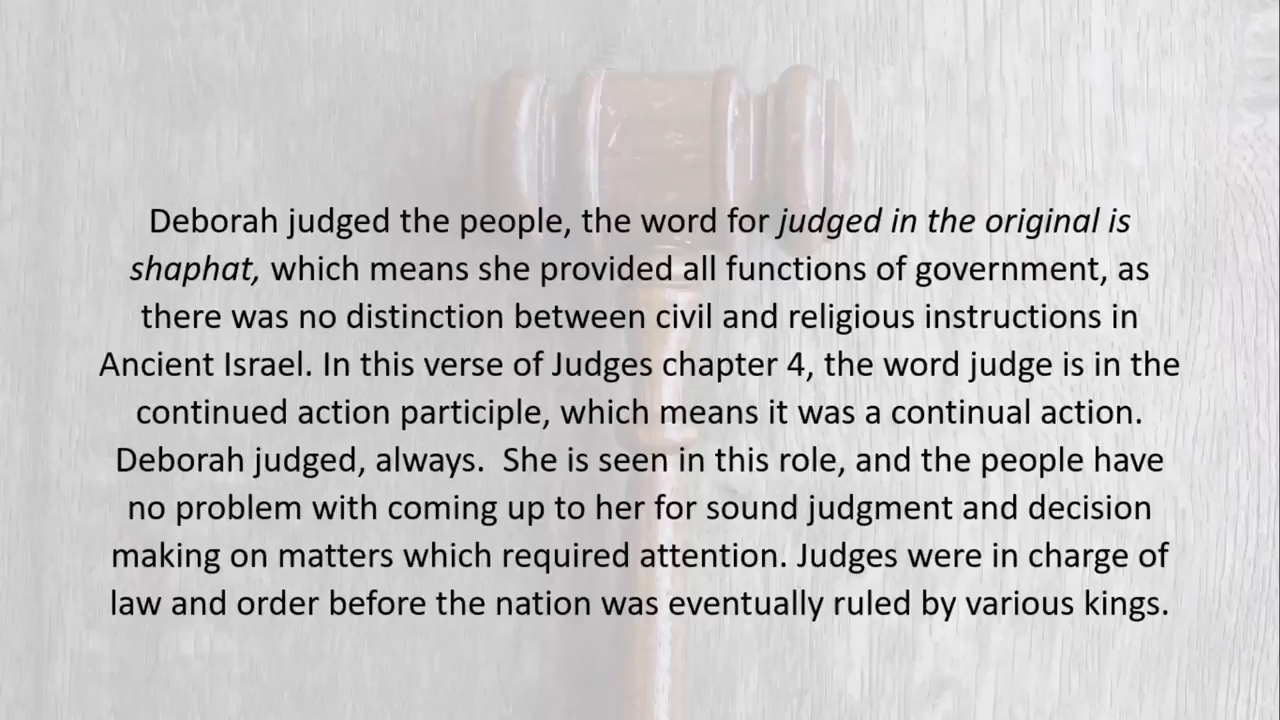 Deborah judged the people, the word for judged in the original is
shaphat, which means she provided all functions of government, as
there was no distinction between civil and religious instructions in
Ancient Israel. In this verse of Judges chapter 4, the word judge is in the
continued action participle, which means it was a continual action.
Deborah judged, always.  She is seen in this role, and the people have
no problem with coming up to her for sound judgment and decision
making on matters which required attention. Judges were in charge of
law and order before the nation was eventually ruled by various kings.